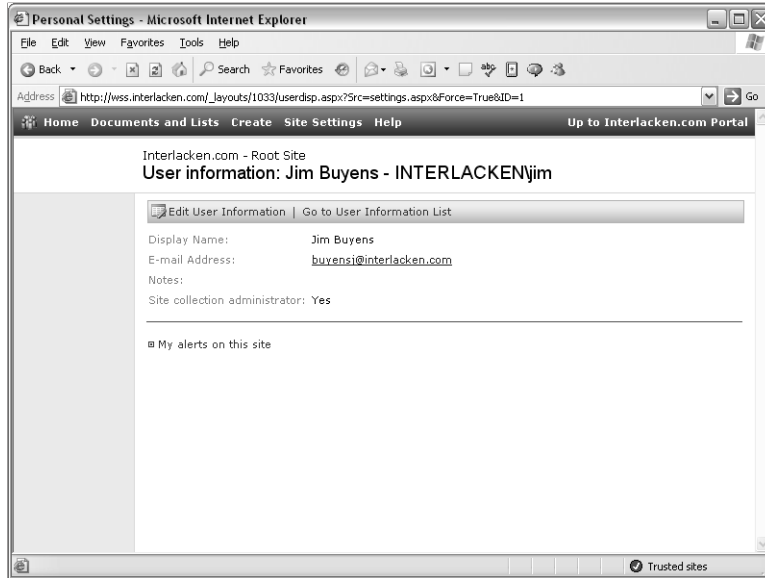 Personal Settings - Microsoft Internet Explorer
File Edit View Favorites Tools Help
Back Search Favorites
Address http://wss.interlacken.com/_layouts/1033/userdisp.aspx?Src=settings.aspx&Force=True&ID=1 Go
Home Documents and Lists Create Site Settings Help Up to Interlacken.com Portal
Interlacken.com - Root Site
User information: Jim Buyens - INTERLACKEN\jim
Edit User Information | Go to User Information List
Display Name: Jim Buyens
E-mail Address: buyensj@interlacken.com
Notes:
Site collection administrator: Yes
My alerts on this site
Trusted sites